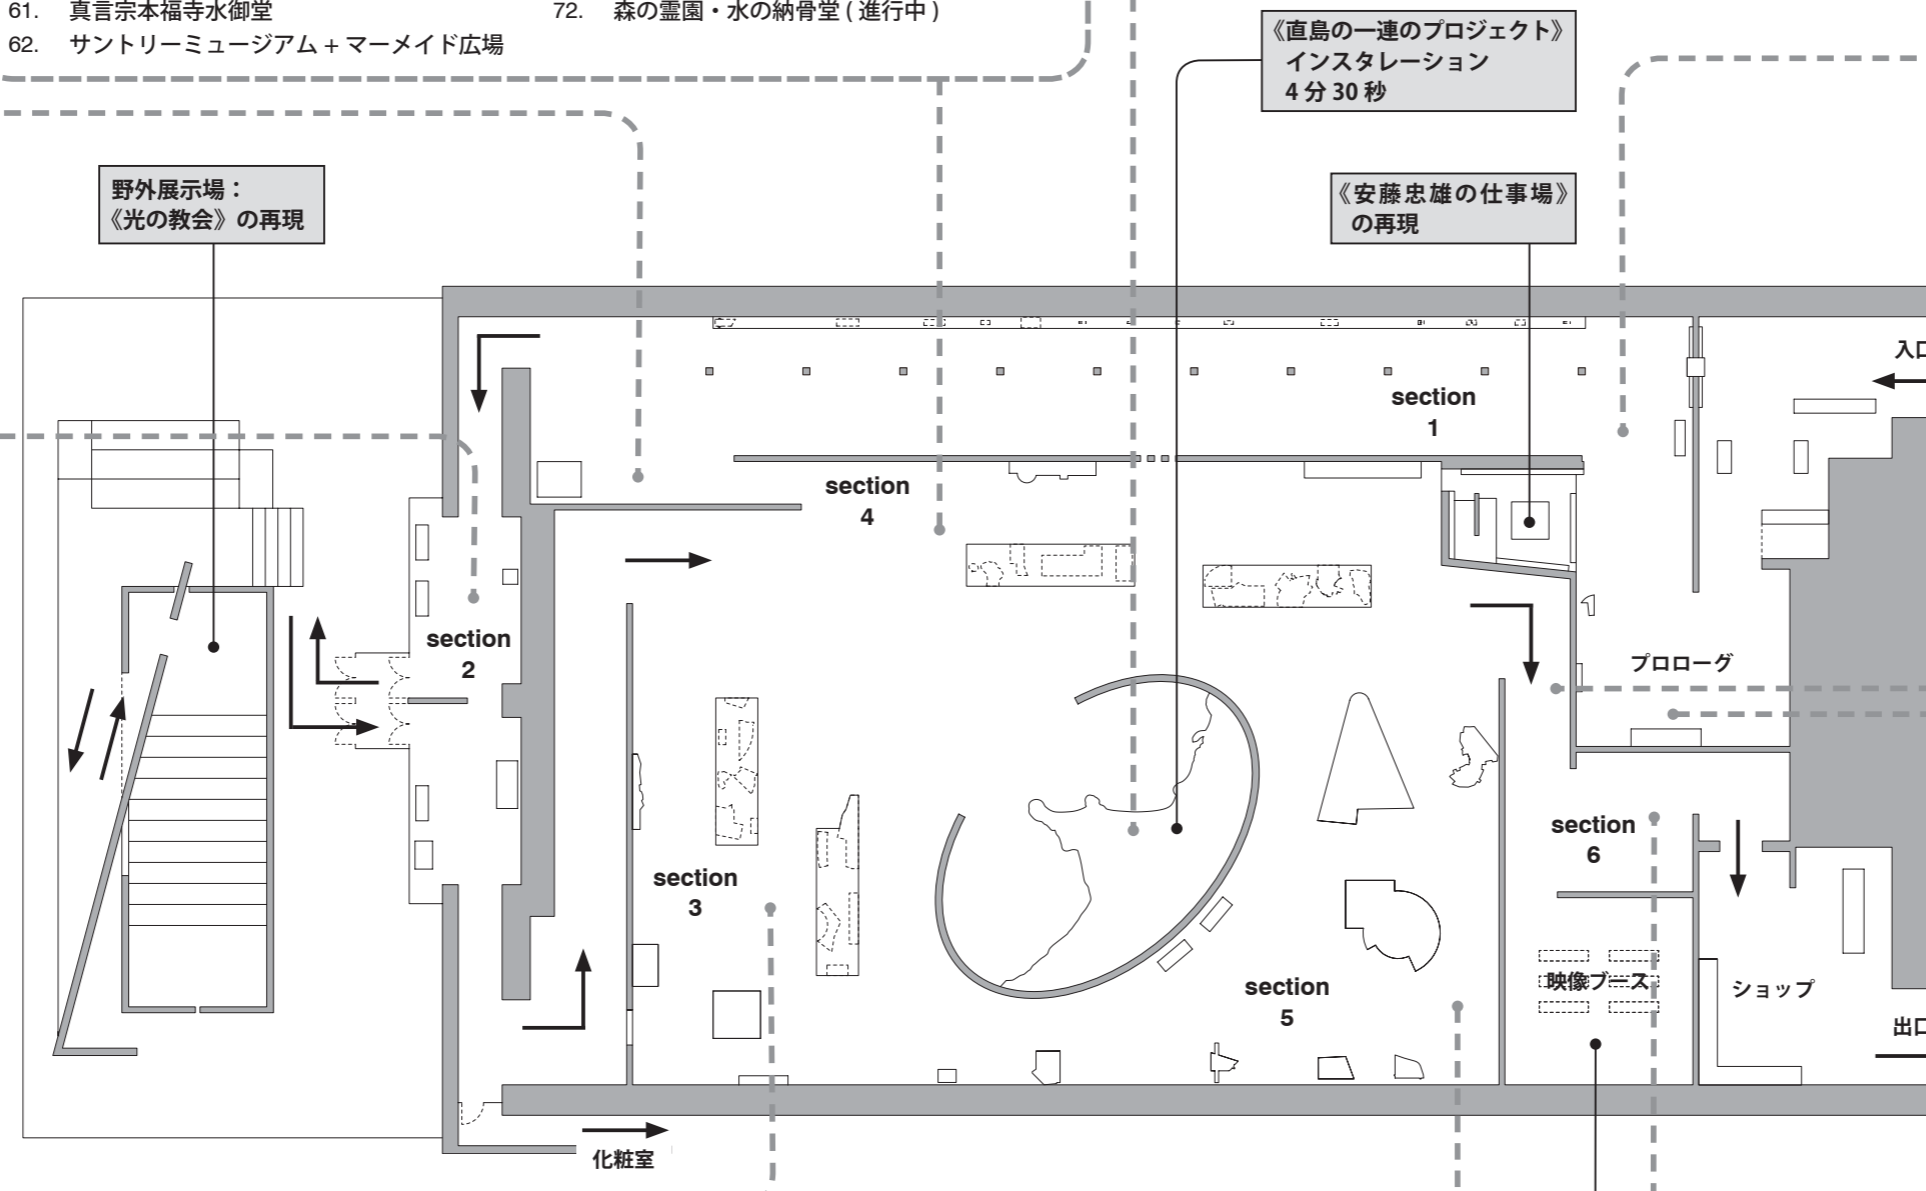 61. 真言宗本福寺水御堂
72. 森の霊園・水の納骨堂 ( 進行中 )
62. サントリーミュージアム + マーメイド広場
《直島の一連のプロジェクト》
インスタレーション
4 分 30 秒
野外展示場：
《光の教会》の再現
《安藤忠雄の仕事場》
の再現
入口
section
1
section
4
section
2
プロローグ
section
6
section
3
section
5
映像ブース
ショップ
出口
化粧室